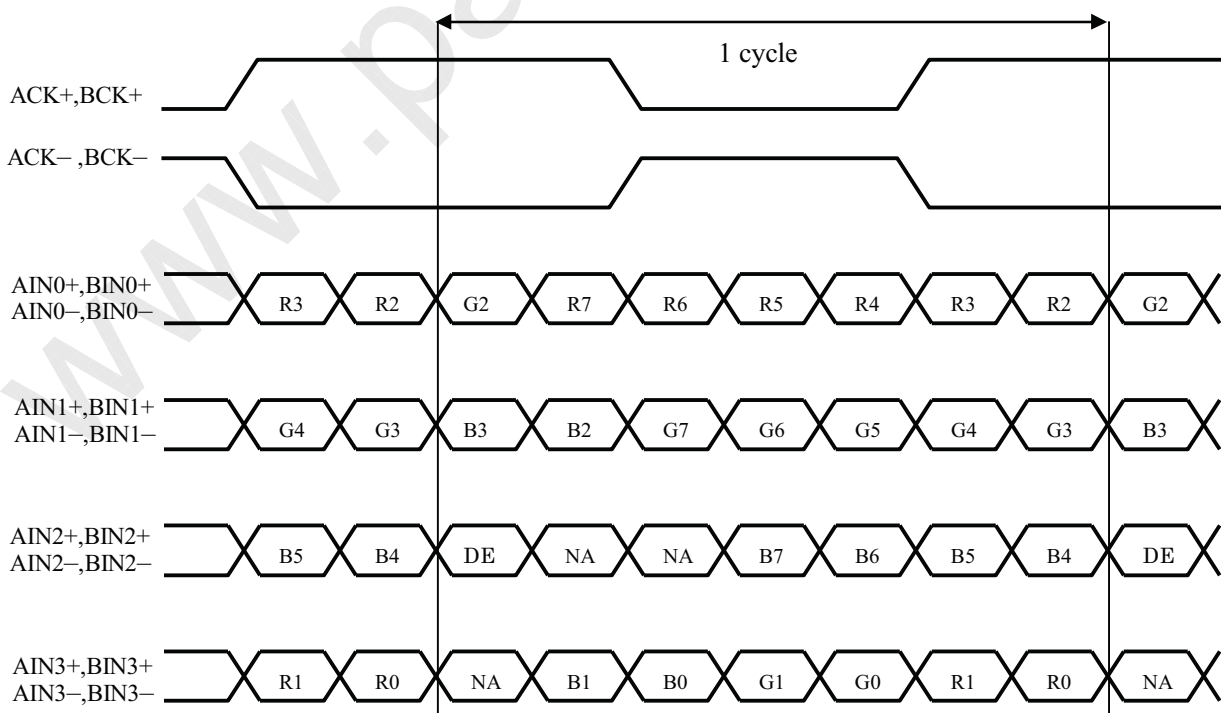 1 cycle
ACK+,BCK+
ACK− ,BCK−
AIN0+,BIN0+
AIN0−,BIN0−
R3 R2 G2 R7 R6 R5 R4 R3 R2 G2
AIN1+,BIN1+
AIN1−,BIN1−
G4 G3 B3 B2 G7 G6 G5 G4 G3 B3
AIN2+,BIN2+
AIN2−,BIN2−
B5 B4 DE NA NA B7 B6 B5 B4 DE
AIN3+,BIN3+
AIN3−,BIN3−
R1 R0 NA B1 B0 G1 G0 R1 R0 NA
www.pa